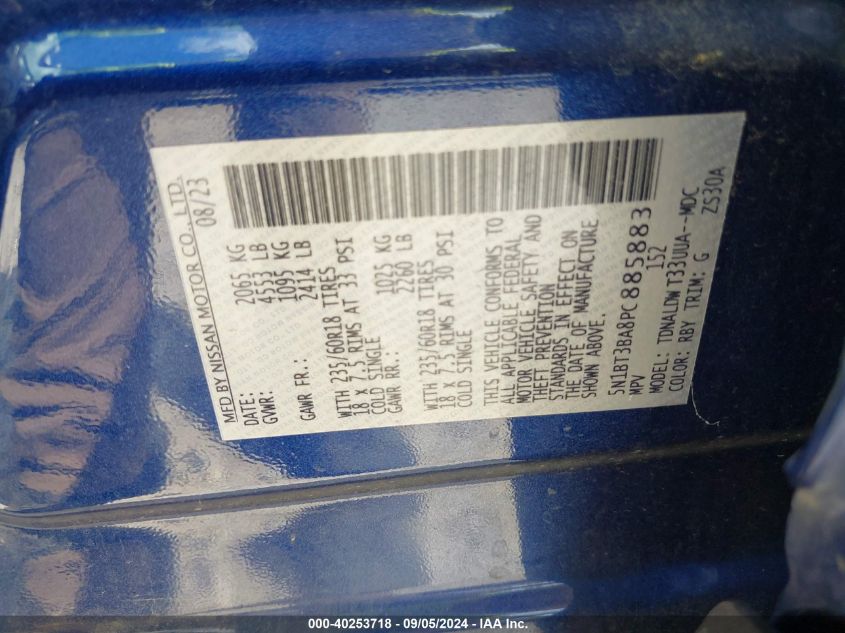 MFD BY NISSAN MOTOR CO., LTD.
DATE: 08/23
GVWR: 2065 KG
4553 LB
GAWR FR.: 1095 KG
2414 LB
WITH 235/60R18 TIRES
18 X 7.5 RIMS AT 33 PSI
COLD SINGLE
GAWR RR.: 1025 KG
2260 LB
WITH 235/60R18 TIRES
18 X 7.5 RIMS AT 30 PSI
COLD SINGLE
THIS VEHICLE CONFORMS TO
ALL APPLICABLE FEDERAL
MOTOR VEHICLE SAFETY AND
THEFT PREVENTION
STANDARDS IN EFFECT ON
THE DATE OF MANUFACTURE
SHOWN ABOVE.
5N1BT3BA8PC885883
MPV 152
MODEL: TDNALDW T33UUA--MDC
COLOR: RBY TRIM: G ZS30A
000-40253718 - 09/05/2024 - IAA Inc.